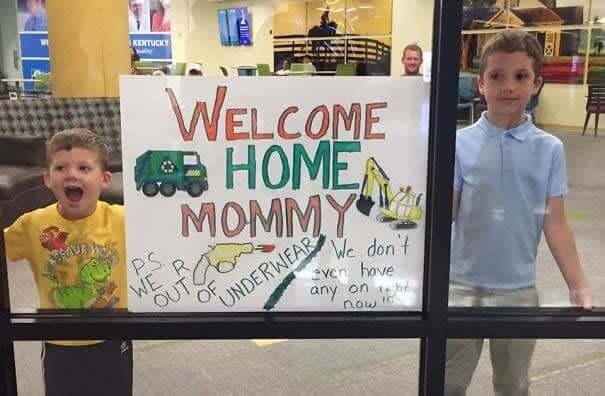 KENTUCKY
WELCOME
HOME
MOMMY
P.S.
WE R
OUT OF UNDERWEAR
We don't
even have
any on right
now